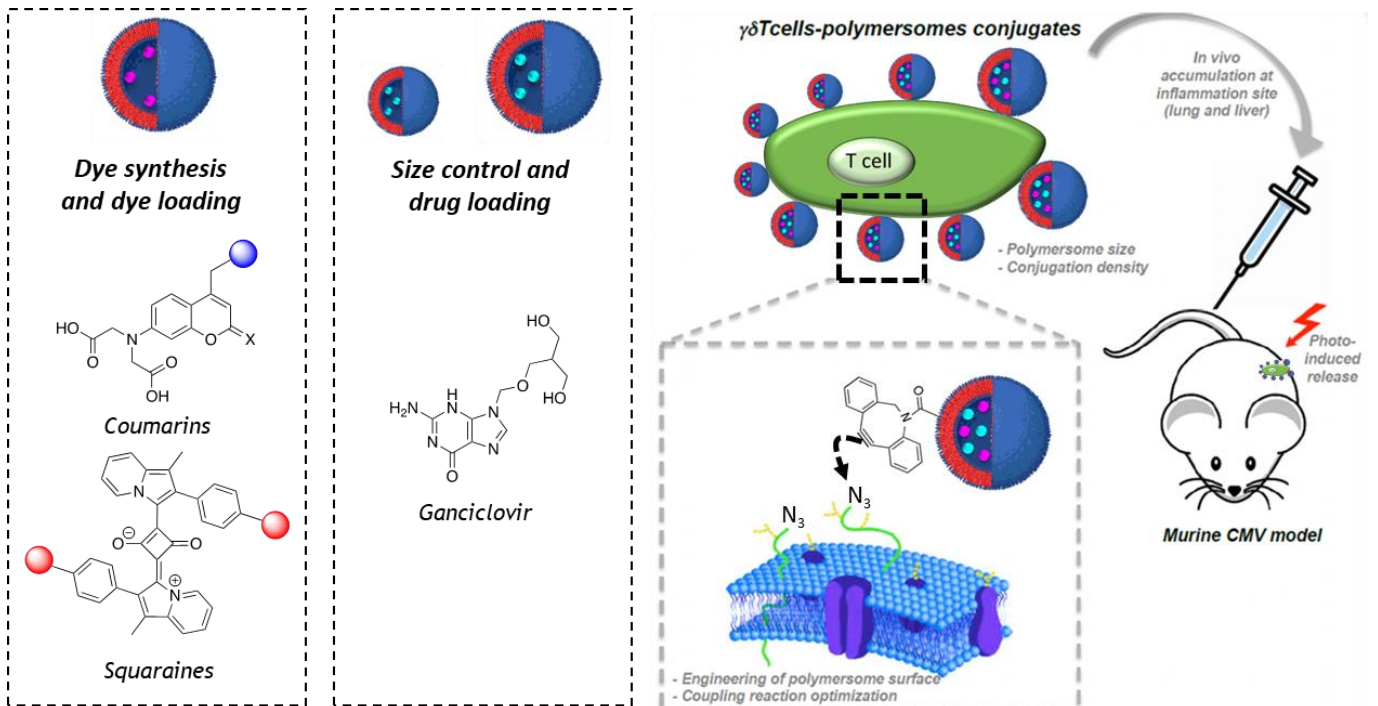 Dye synthesis
and dye loading
HO
O
N
O
OH
O
X
Coumarins
N
⊖
O
O
⊕
N
Squaraines
Size control and
drug loading
HO
O
OH
H
N
H₂N
N
N
N
O
Ganciclovir
γδTcells-polymersomes conjugates
T cell
- Polymersome size
- Conjugation density
In vivo
accumulation at
inflammation site
(lung and liver)
Photo-
induced
release
Murine CMV model
O
N
N₃
N₃
- Engineering of polymersome surface
- Coupling reaction optimization